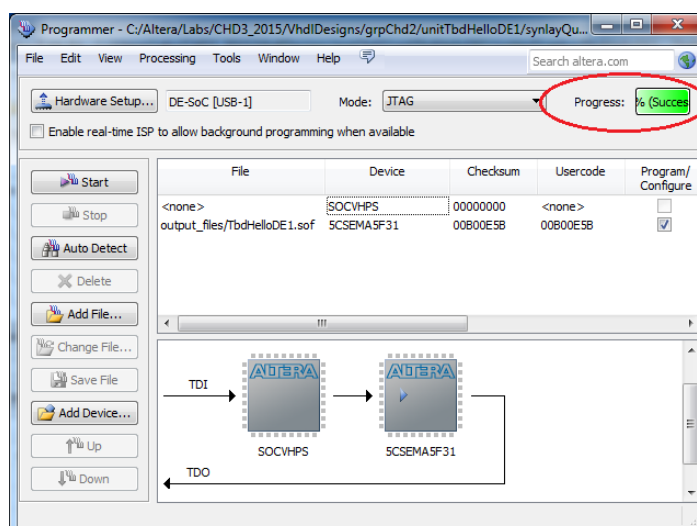 Programmer - C:/Altera/Labs/CHD3_2015/VhdlDesigns/grpChd2/unitTbdHelloDE1/synlayQu...
File Edit View Processing Tools Window Help
Search altera.com
Hardware Setup... DE-SoC [USB-1] Mode: JTAG Progress: % (Succes
Enable real-time ISP to allow background programming when available
Start
Stop
Auto Detect
Delete
Add File...
Change File...
Save File
Add Device...
Up
Down
File Device Checksum Usercode Program/
Configure
<none> SOCVHPS 00000000 <none>
output_files/TbdHelloDE1.sof 5CSEMA5F31 00B00E5B 00B00E5B
TDI
ALTERA ALTERA
SOCVHPS 5CSEMA5F31
TDO